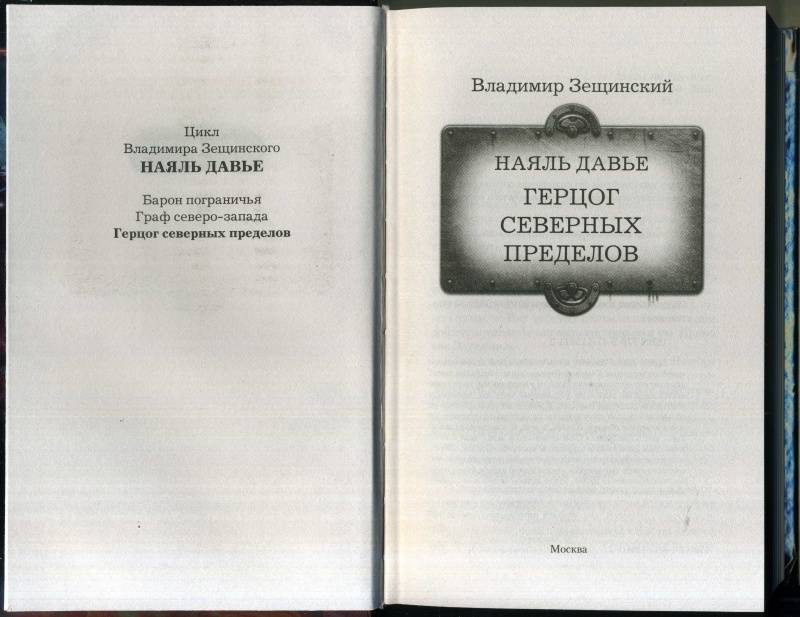 Цикл
Владимира Зещинского
НАЯЛЬ ДАВЬЕ
Барон пограничья
Граф северо-запада
Герцог северных пределов
Владимир Зещинский
НАЯЛЬ ДАВЬЕ
ГЕРЦОГ
СЕВЕРНЫХ
ПРЕДЕЛОВ
Москва